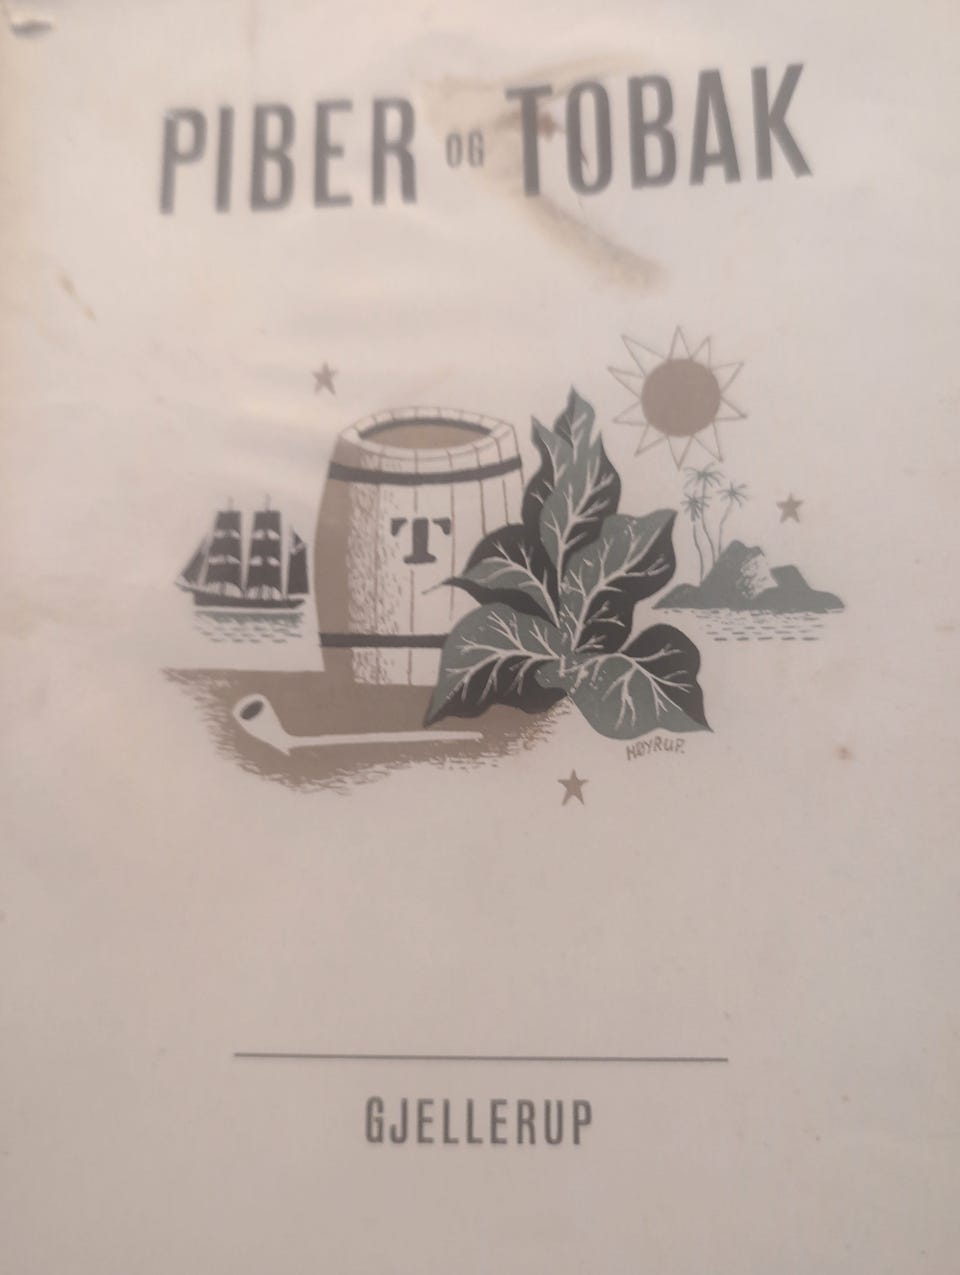 PIBER OG TOBAK
T
HØYRUP.
GJELLERUP